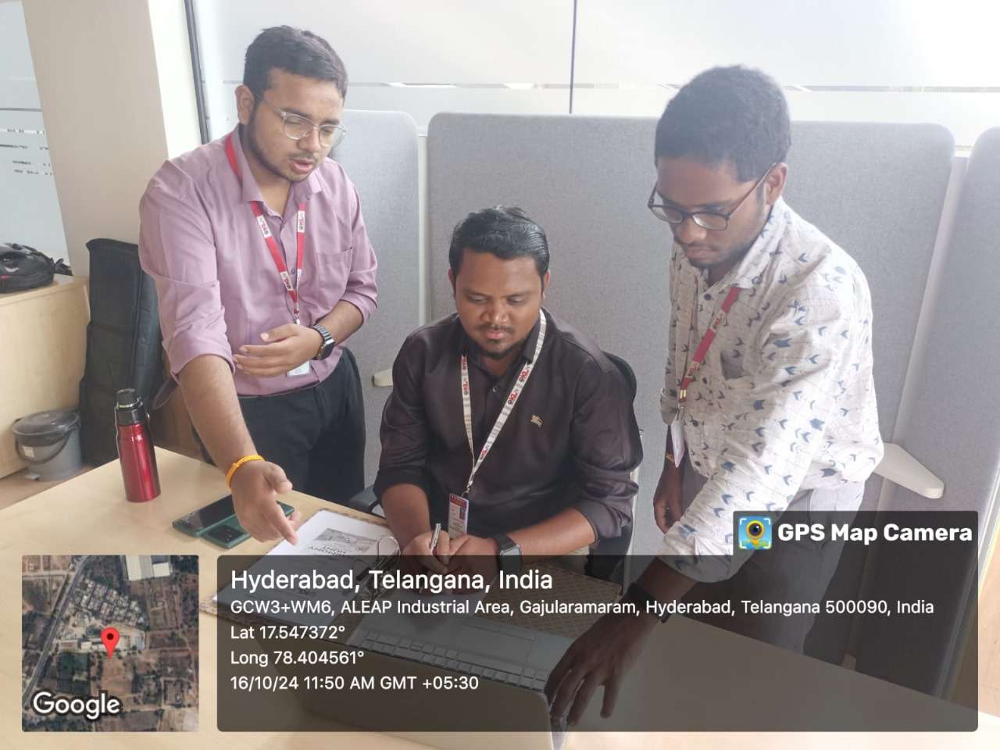 GPS Map Camera
Hyderabad, Telangana, India
GCW3+WM6, ALEAP Industrial Area, Gajularamaram, Hyderabad, Telangana 500090, India
Lat 17.547372°
Long 78.404561°
16/10/24 11:50 AM GMT +05:30
Google